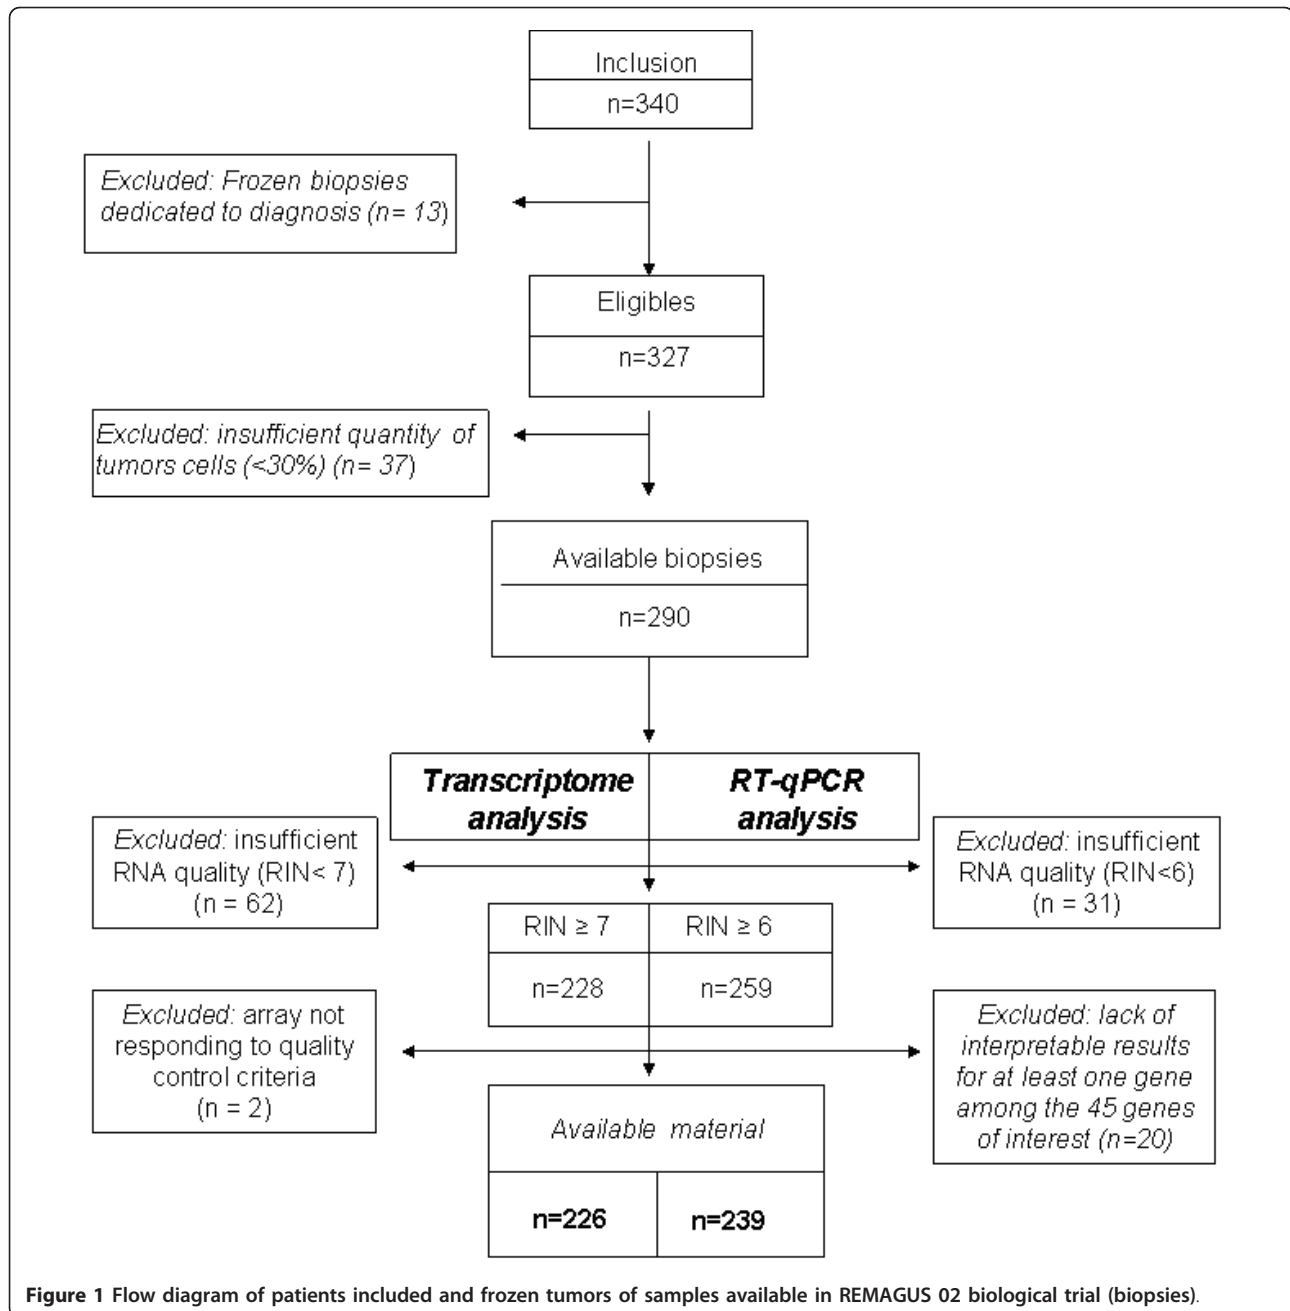 Inclusion
n=340
Excluded: Frozen biopsies
dedicated to diagnosis (n= 13)
Eligibles
n=327
Excluded: insufficient quantity of
tumors cells (<30%) (n= 37)
Available biopsies
n=290
Transcriptome
analysis
RT-qPCR
analysis
Excluded: insufficient
RNA quality (RIN< 7)
(n = 62)
Excluded: insufficient
RNA quality (RIN<6)
(n = 31)
RIN ≥ 7
RIN ≥ 6
n=228
n=259
Excluded: array not
responding to quality
control criteria
(n = 2)
Excluded: lack of
interpretable results
for at least one gene
among the 45 genes
of interest (n=20)
Available material
n=226
n=239
Figure 1 Flow diagram of patients included and frozen tumors of samples available in REMAGUS 02 biological trial (biopsies).